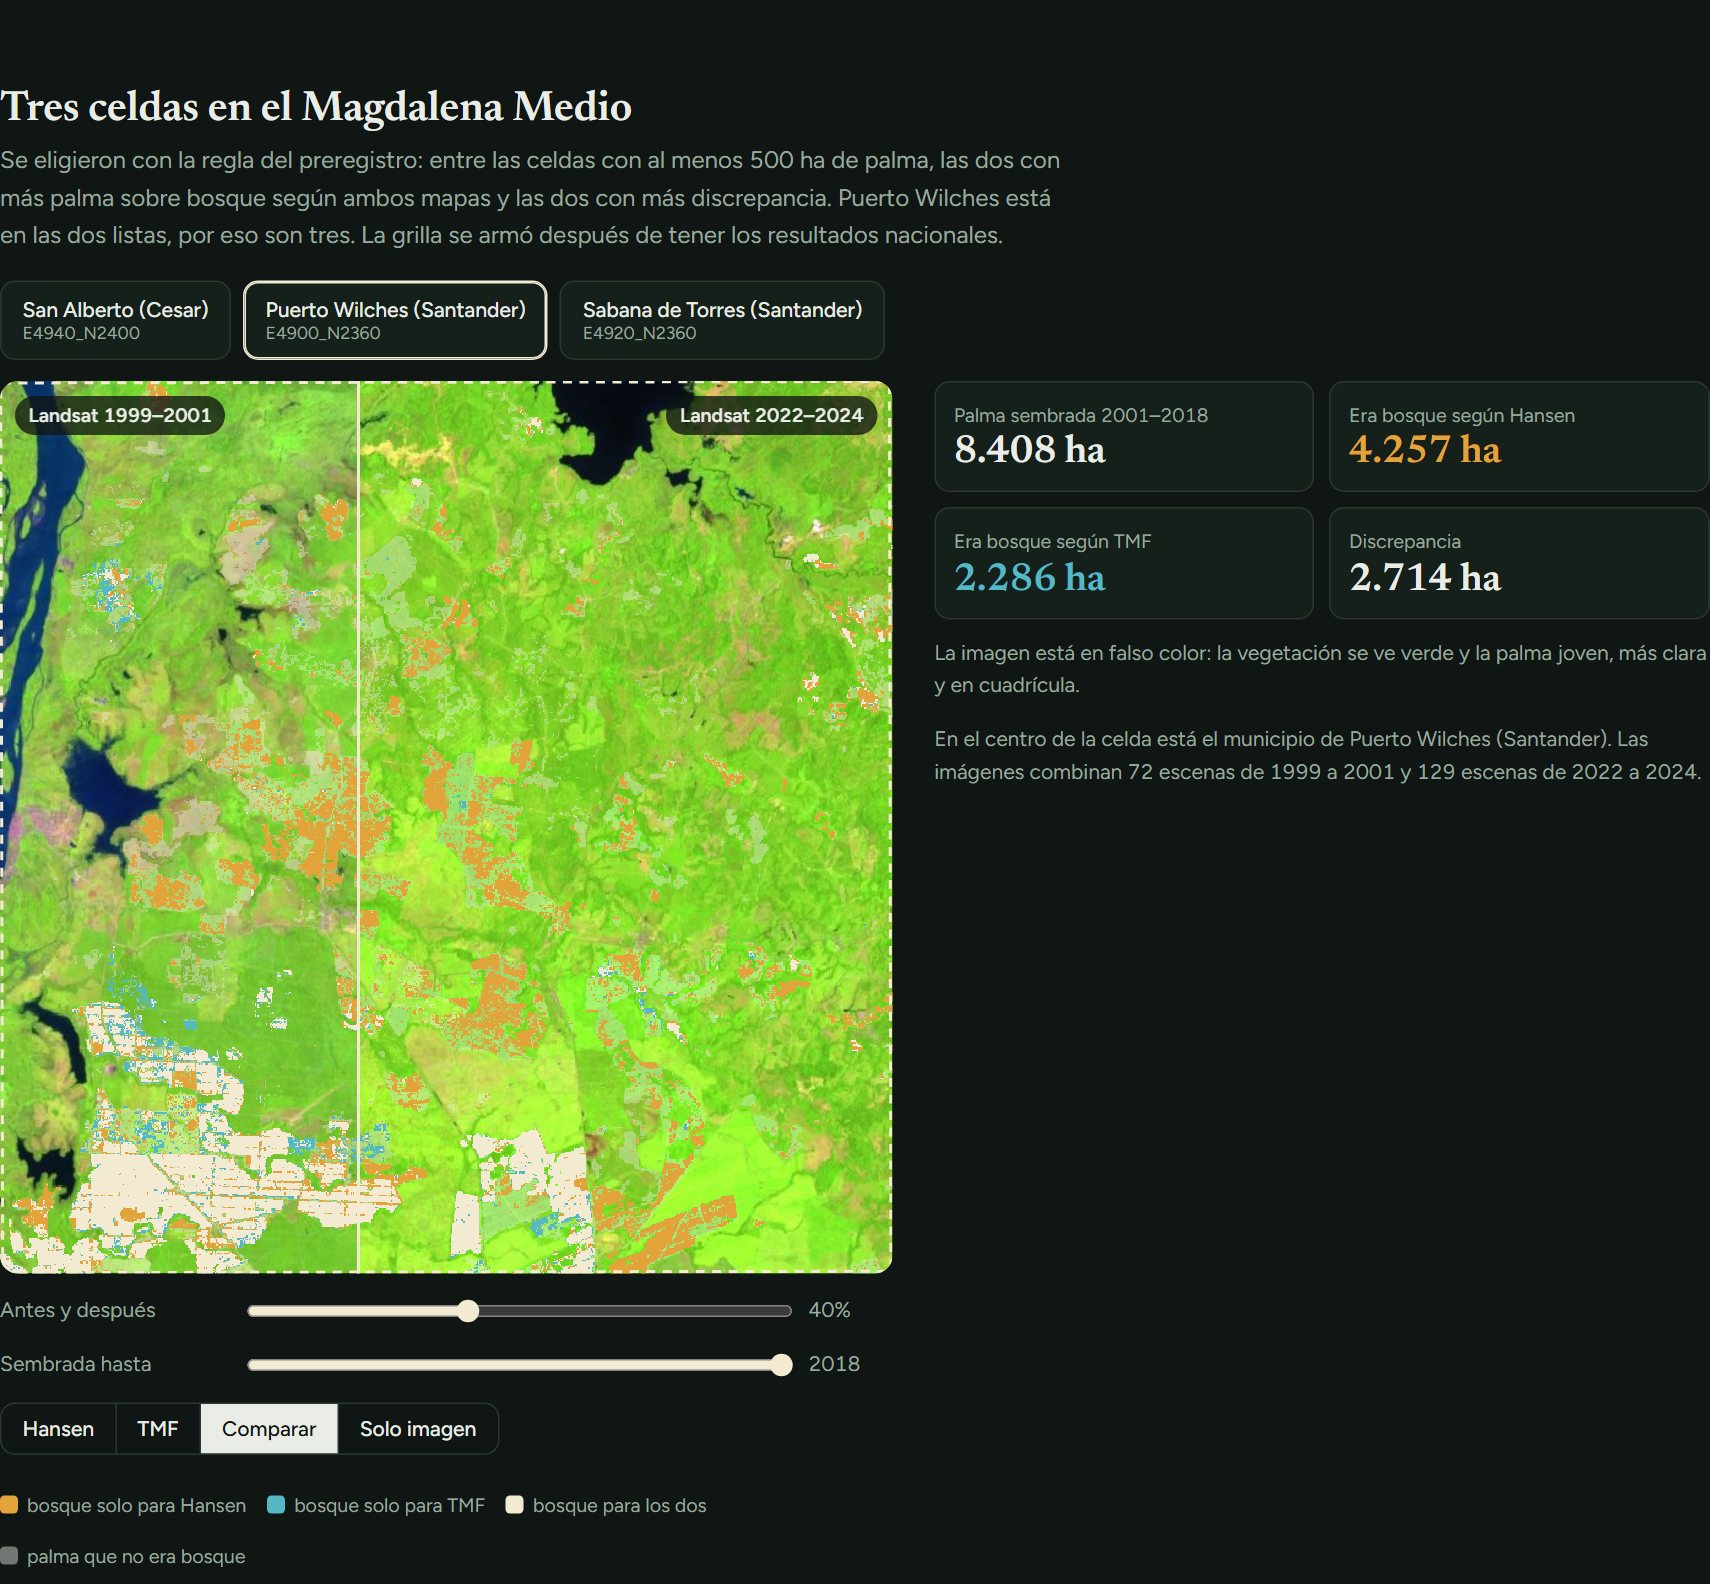 Tres celdas en el Magdalena Medio
Se eligieron con la regla del preregistro: entre las celdas con al menos 500 ha de palma, las dos con
más palma sobre bosque según ambos mapas y las dos con más discrepancia. Puerto Wilches está
en las dos listas, por eso son tres. La grilla se armó después de tener los resultados nacionales.
San Alberto (Cesar)
E4940_N2400
Puerto Wilches (Santander)
E4900_N2360
Sabana de Torres (Santander)
E4920_N2360
Landsat 1999–2001
Landsat 2022–2024
Palma sembrada 2001–2018
8.408 ha
Era bosque según Hansen
4.257 ha
Era bosque según TMF
2.286 ha
Discrepancia
2.714 ha
La imagen está en falso color: la vegetación se ve verde y la palma joven, más clara
y en cuadrícula.
En el centro de la celda está el municipio de Puerto Wilches (Santander). Las
imágenes combinan 72 escenas de 1999 a 2001 y 129 escenas de 2022 a 2024.
Antes y después
40%
Sembrada hasta
2018
Hansen
TMF
Comparar
Solo imagen
bosque solo para Hansen
bosque solo para TMF
bosque para los dos
palma que no era bosque